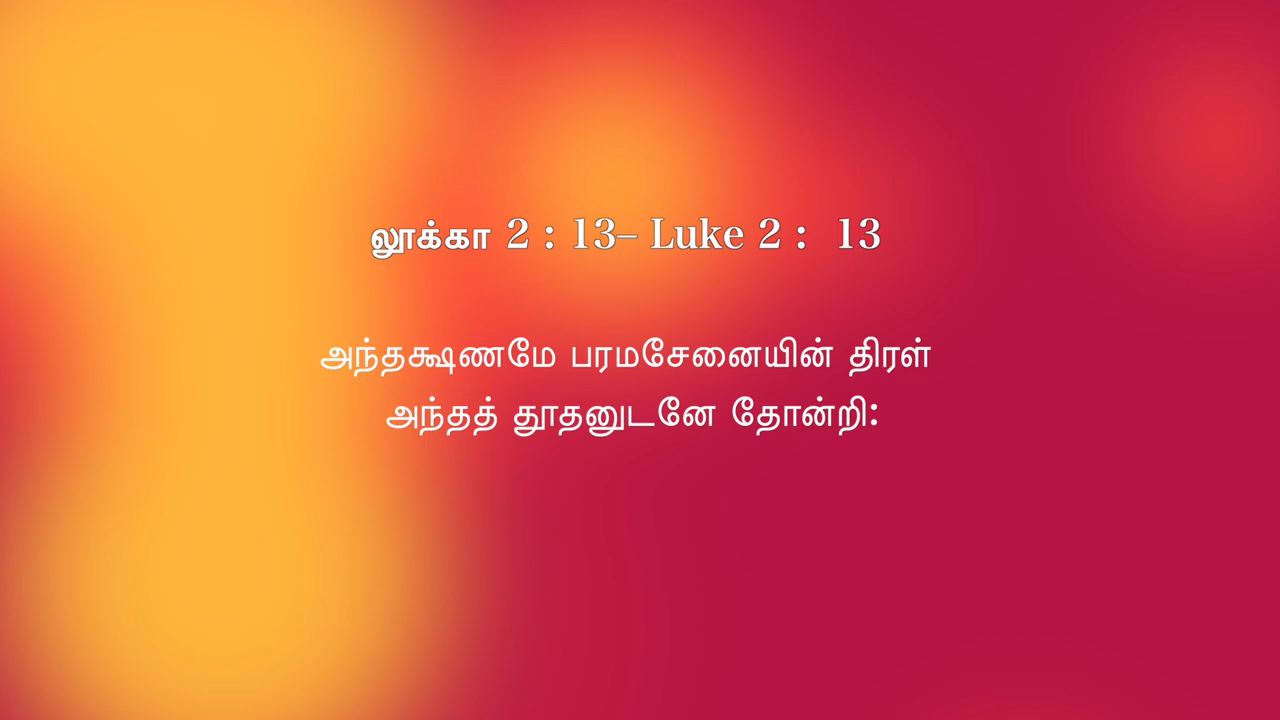 லூக்கா 2 : 13– Luke 2 : 13
அந்தக்ஷணமே பரமசேனையின் திரள்
அந்தத் தூதனுடனே தோன்றி: